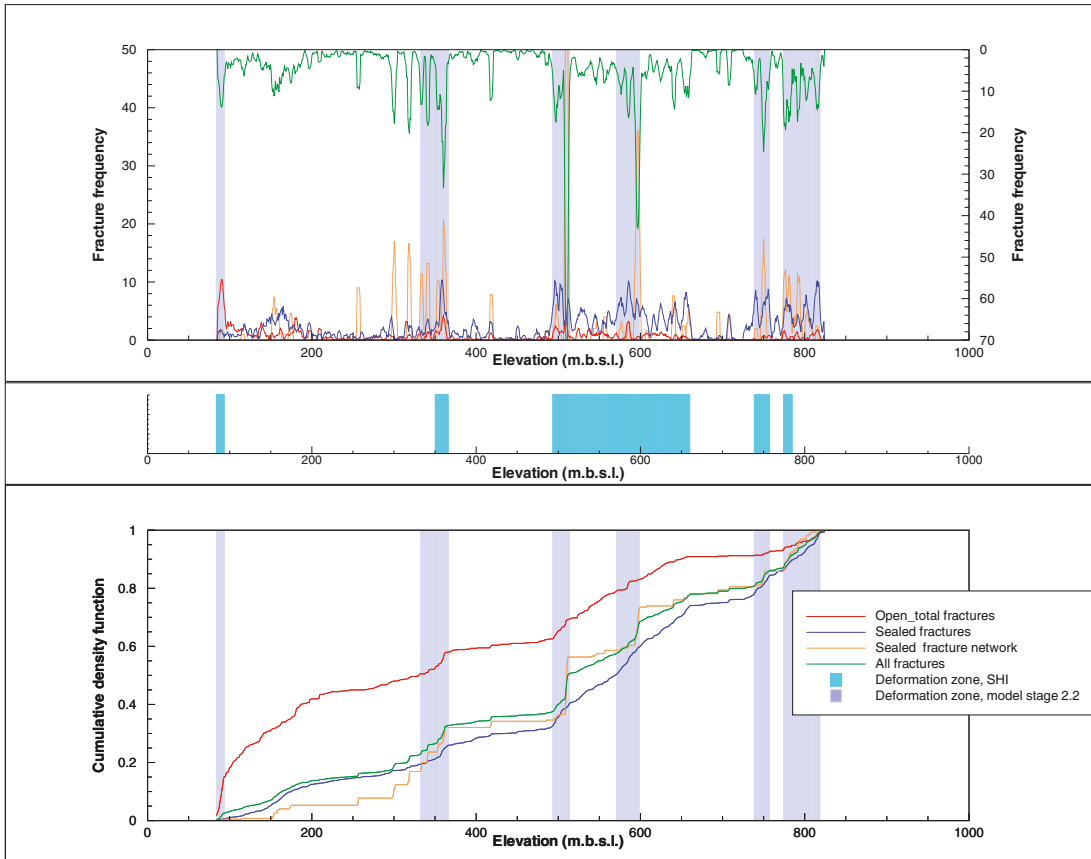 50
40
30
20
10
0
Fracture frequency
0
10
20
30
40
50
60
70
Fracture frequency
0 200 400 600 800 1000
Elevation (m.b.s.l.)
0 200 400 600 800 1000
Elevation (m.b.s.l.)
1
0.8
0.6
0.4
0.2
0
Cumulative density function
0 200 400 600 800 1000
Elevation (m.b.s.l.)
Open_total fractures
Sealed fractures
Sealed fracture network
All fractures
Deformation zone, SHI
Deformation zone, model stage 2.2